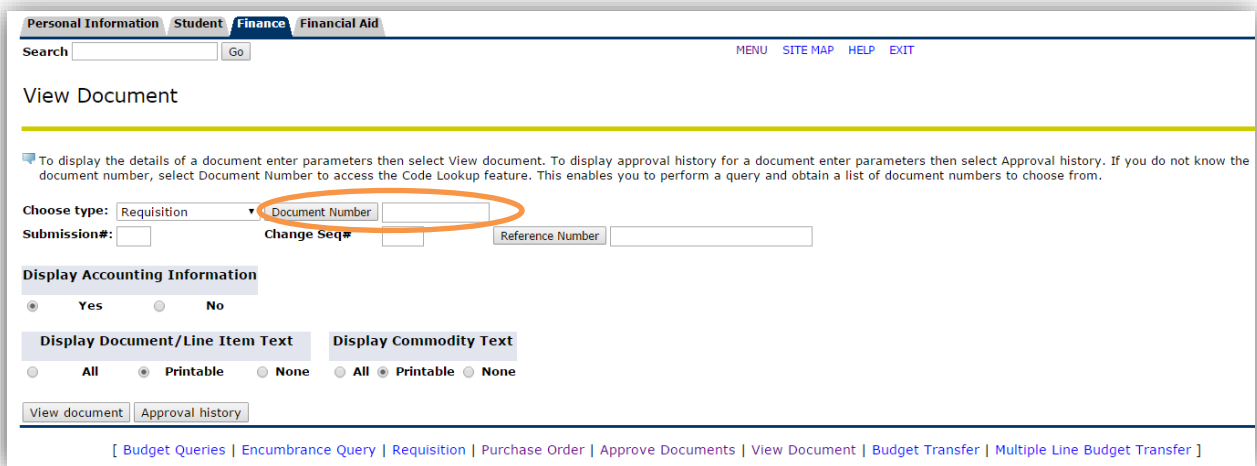 Personal Information Student Finance Financial Aid
Search Go MENU SITE MAP HELP EXIT
View Document
To display the details of a document enter parameters then select View document. To display approval history for a document enter parameters then select Approval history. If you do not know the
document number, select Document Number to access the Code Lookup feature. This enables you to perform a query and obtain a list of document numbers to choose from.
Choose type: Requisition Document Number
Submission#: Change Seq# Reference Number
Display Accounting Information
Yes No
Display Document/Line Item Text Display Commodity Text
All Printable None All Printable None
View document Approval history
[ Budget Queries | Encumbrance Query | Requisition | Purchase Order | Approve Documents | View Document | Budget Transfer | Multiple Line Budget Transfer ]